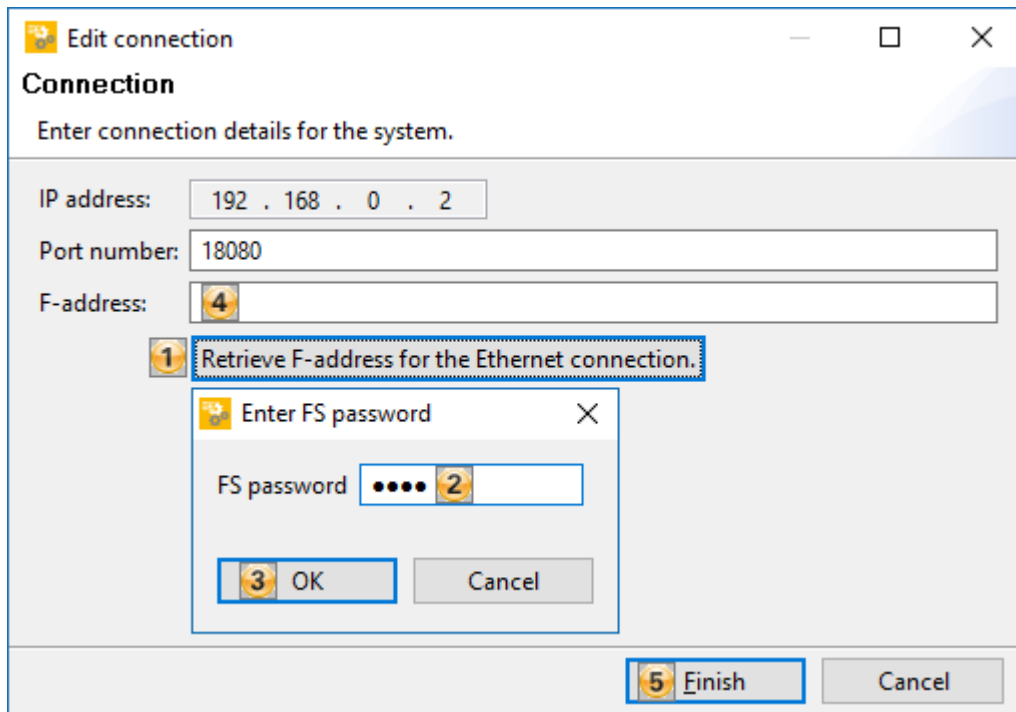 Edit connection
Connection
Enter connection details for the system.
IP address: 192 . 168 . 0 . 2
Port number: 18080
F-address: 4
1 Retrieve F-address for the Ethernet connection.
Enter FS password
FS password •••• 2
3 OK Cancel
5 Finish Cancel